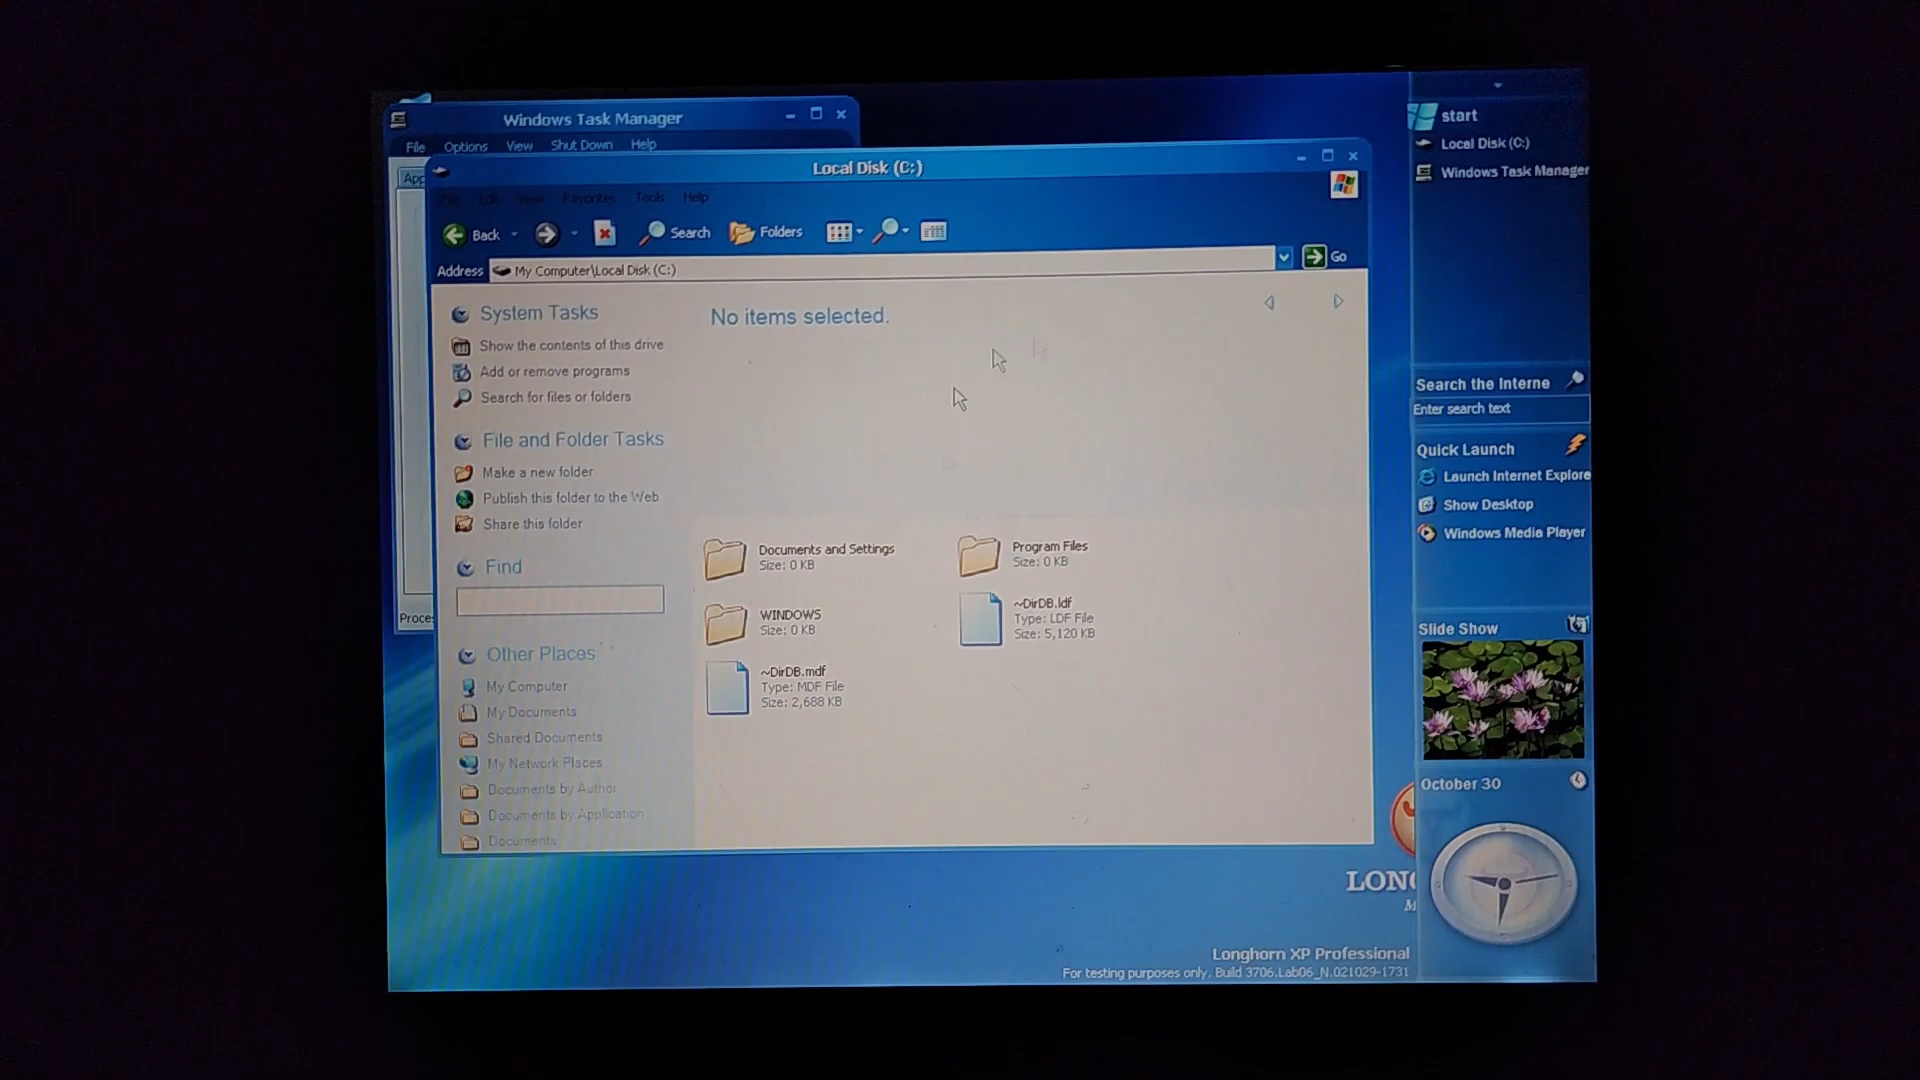 Windows Task Manager
File Options View Shut Down Help
App
Proces
Local Disk (C:)
File Edit View Favorites Tools Help
Back Search Folders
Address My Computer\Local Disk (C:) Go
System Tasks
Show the contents of this drive
Add or remove programs
Search for files or folders
File and Folder Tasks
Make a new folder
Publish this folder to the Web
Share this folder
Find
Other Places
My Computer
My Documents
Shared Documents
My Network Places
Documents by Author
Documents by Application
Documents
No items selected.
Documents and Settings
Size: 0 KB
Program Files
Size: 0 KB
WINDOWS
Size: 0 KB
~DirDB.ldf
Type: LDF File
Size: 5,120 KB
~DirDB.mdf
Type: MDF File
Size: 2,688 KB
start
Local Disk (C:)
Windows Task Manager
Search the Interne
Enter search text
Quick Launch
Launch Internet Explore
Show Desktop
Windows Media Player
Slide Show
October 30
LONG
M
Longhorn XP Professional
For testing purposes only. Build 3706.Lab06_N.021029-1731